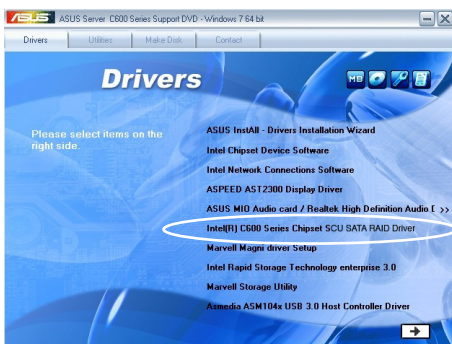 ASUS ASUS Server C600 Series Support DVD - Windows 7 64 bit
Drivers Utilities Make Disk Contact
Drivers
MB
Please select items on the
right side.
ASUS InstAll - Drivers Installation Wizard
Intel Chipset Device Software
Intel Network Connections Software
ASPEED AST2300 Display Driver
ASUS MIO Audio card / Realtek High Definition Audio D >>
Intel(R) C600 Series Chipset SCU SATA RAID Driver
Marvell Magni driver Setup
Intel Rapid Storage Technology enterprise 3.0
Marvell Storage Utility
Asmedia ASM104x USB 3.0 Host Controller Driver